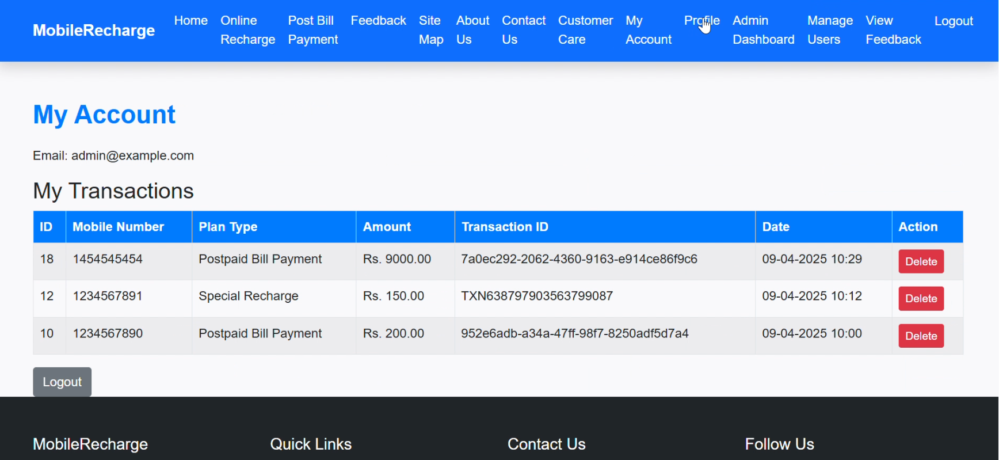 MobileRecharge
Home
Online Recharge
Post Bill Payment
Feedback
Site Map
About Us
Contact Us
Customer Care
My Account
Profile
Admin Dashboard
Manage Users
View Feedback
Logout
My Account
Email: admin@example.com
My Transactions
ID Mobile Number Plan Type Amount Transaction ID Date Action
18 1454545454 Postpaid Bill Payment Rs. 9000.00 7a0ec292-2062-4360-9163-e914ce86f9c6 09-04-2025 10:29 Delete
12 1234567891 Special Recharge Rs. 150.00 TXN638797903563799087 09-04-2025 10:12 Delete
10 1234567890 Postpaid Bill Payment Rs. 200.00 952e6adb-a34a-47ff-98f7-8250adf5d7a4 09-04-2025 10:00 Delete
Logout
MobileRecharge Quick Links Contact Us Follow Us